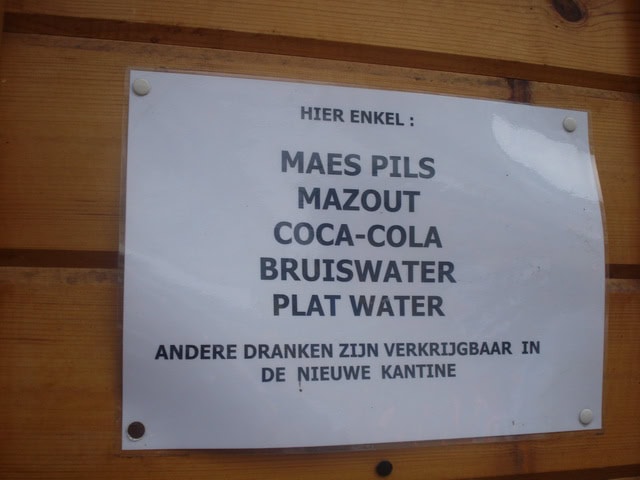 HIER ENKEL :
MAES PILS
MAZOUT
COCA-COLA
BRUISWATER
PLAT WATER
ANDERE DRANKEN ZIJN VERKRIJGBAAR IN
DE NIEUWE KANTINE